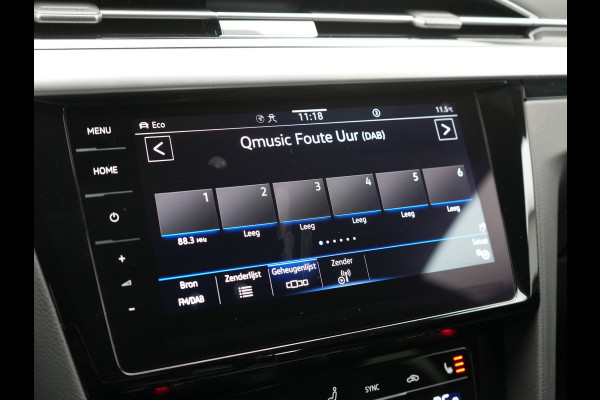 MENU
HOME
Eco
11:18
11.5°C
Qmusic Foute Uur (DAB)
1 2 3 4 5 6
88.3 MHz Leeg Leeg Leeg Leeg Leeg
Bron
FM/DAB
Zenderlijst
Geheugenlijst
Zender
Setup
SYNC